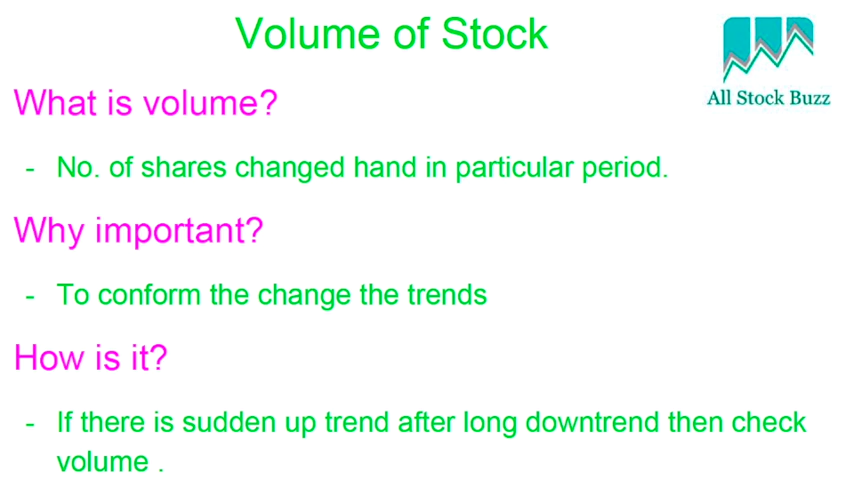 Volume of Stock
All Stock Buzz
What is volume?
- No. of shares changed hand in particular period.
Why important?
- To conform the change the trends
How is it?
- If there is sudden up trend after long downtrend then check
volume .